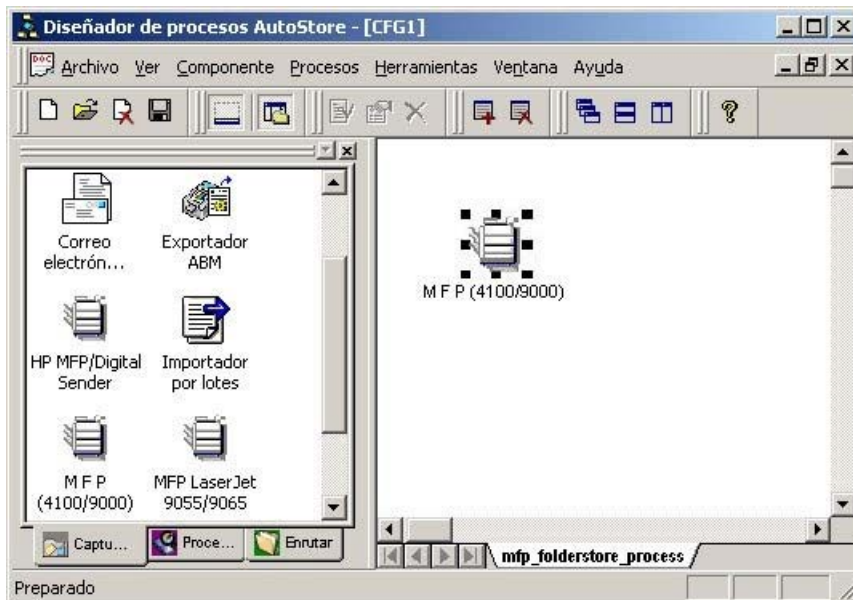 Diseñador de procesos AutoStore - [CFG1]
DOC Archivo Ver Componente Procesos Herramientas Ventana Ayuda
Correo electrón...
Exportador ABM
HP MFP/Digital Sender
Importador por lotes
M F P (4100/9000)
MFP LaserJet 9055/9065
Captu...
Proce...
Enrutar
M F P (4100/9000)
mfp_folderstore_process
Preparado